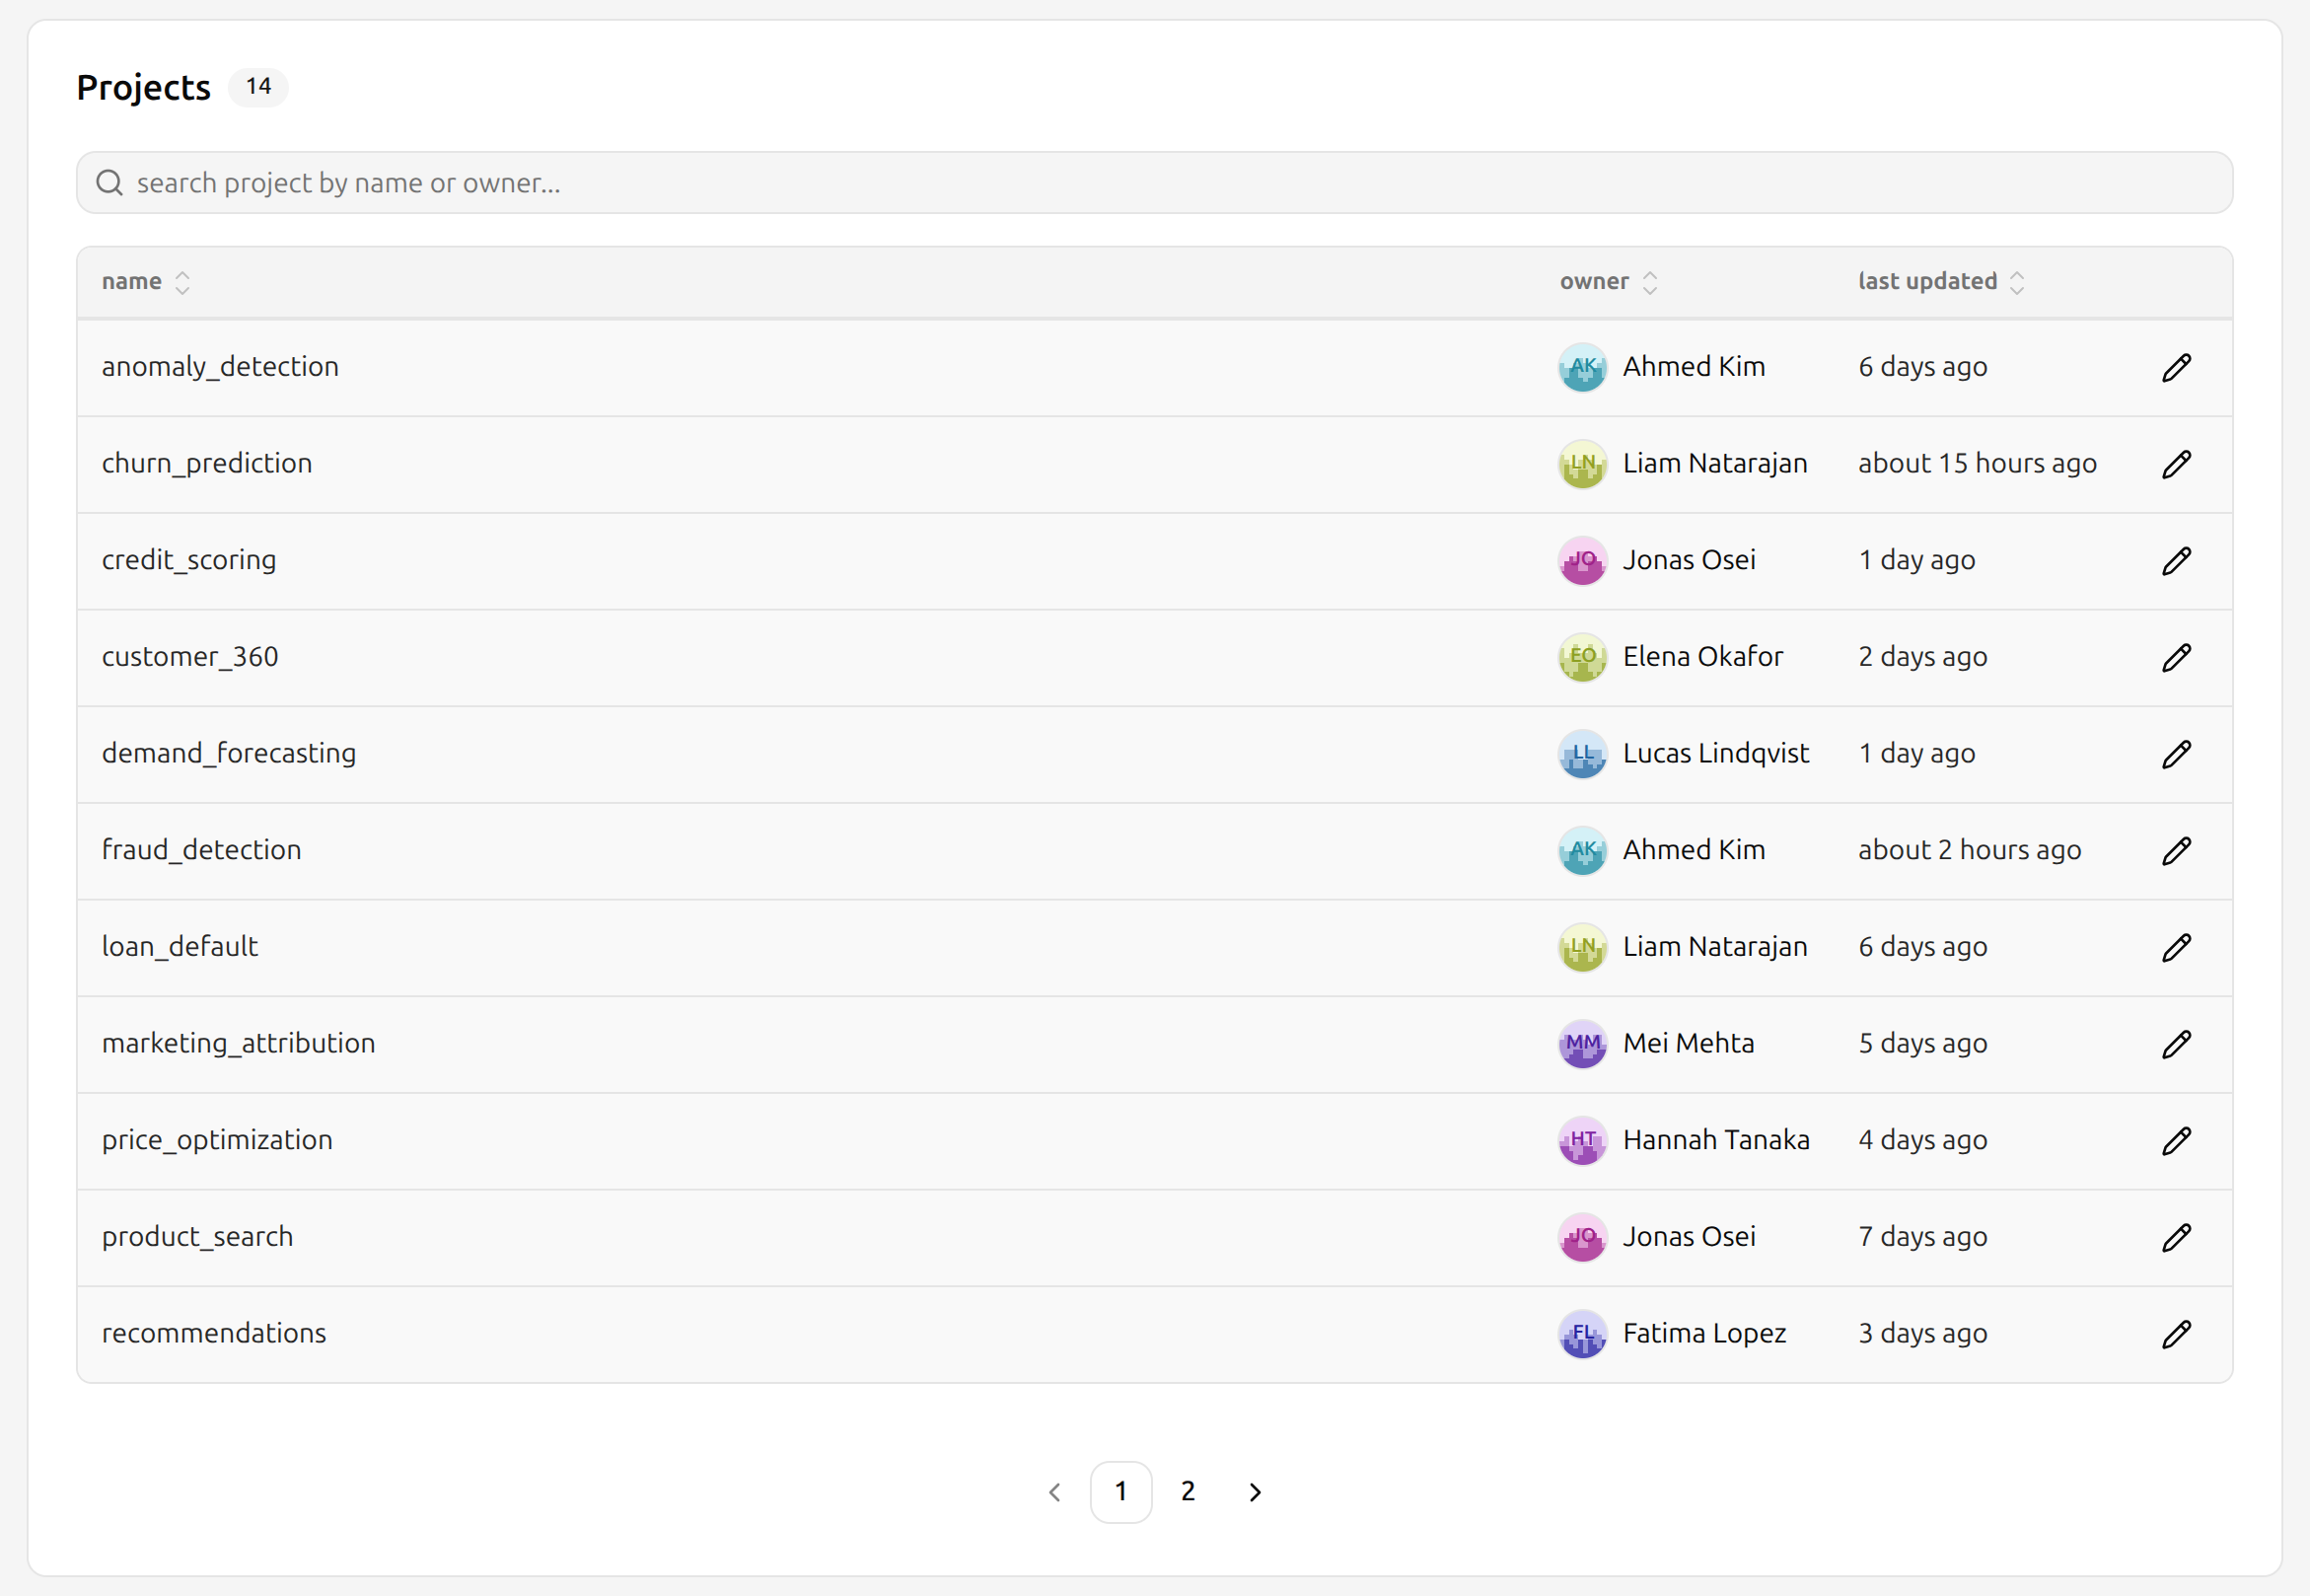 Projects 14
search project by name or owner...
name owner last updated
anomaly_detection AK Ahmed Kim 6 days ago
churn_prediction LN Liam Natarajan about 15 hours ago
credit_scoring JO Jonas Osei 1 day ago
customer_360 EO Elena Okafor 2 days ago
demand_forecasting LL Lucas Lindqvist 1 day ago
fraud_detection AK Ahmed Kim about 2 hours ago
loan_default LN Liam Natarajan 6 days ago
marketing_attribution MM Mei Mehta 5 days ago
price_optimization HT Hannah Tanaka 4 days ago
product_search JO Jonas Osei 7 days ago
recommendations FL Fatima Lopez 3 days ago
1 2